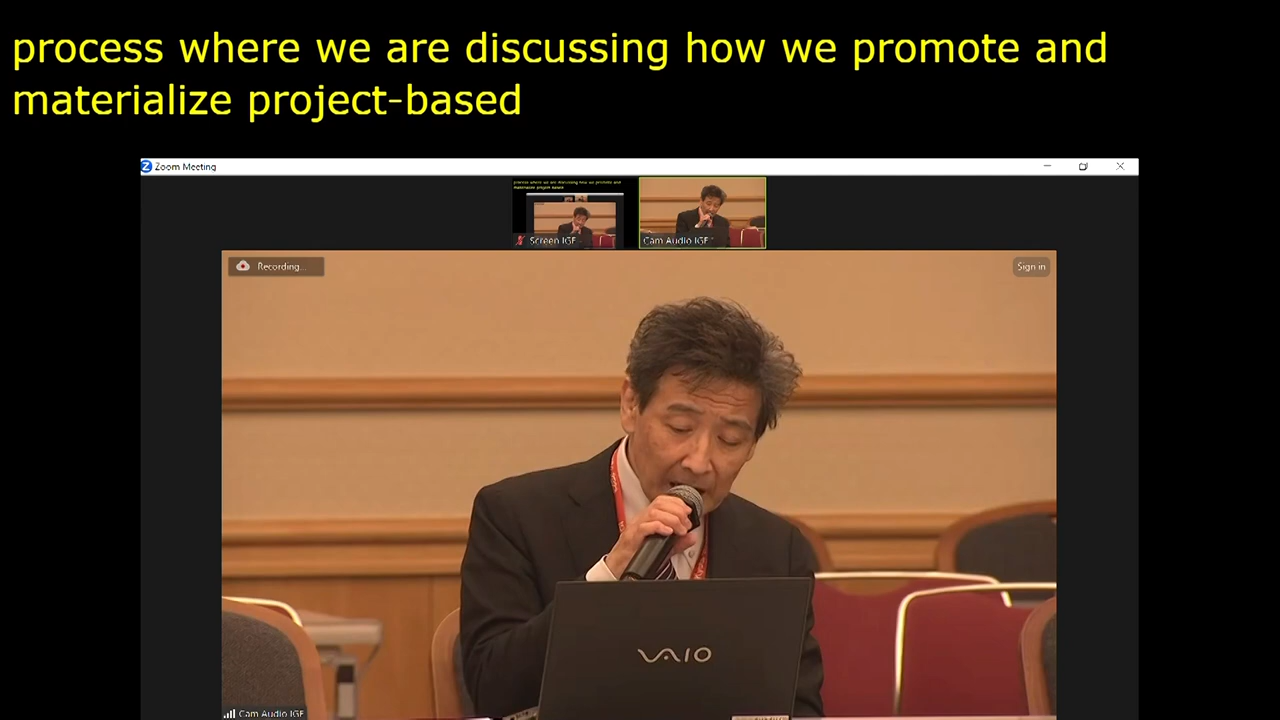 process where we are discussing how we promote and
materialize project-based
Zoom Meeting
Screen IGF
Cam Audio IGF
Recording...
Sign in
VAIO
Cam Audio IGF